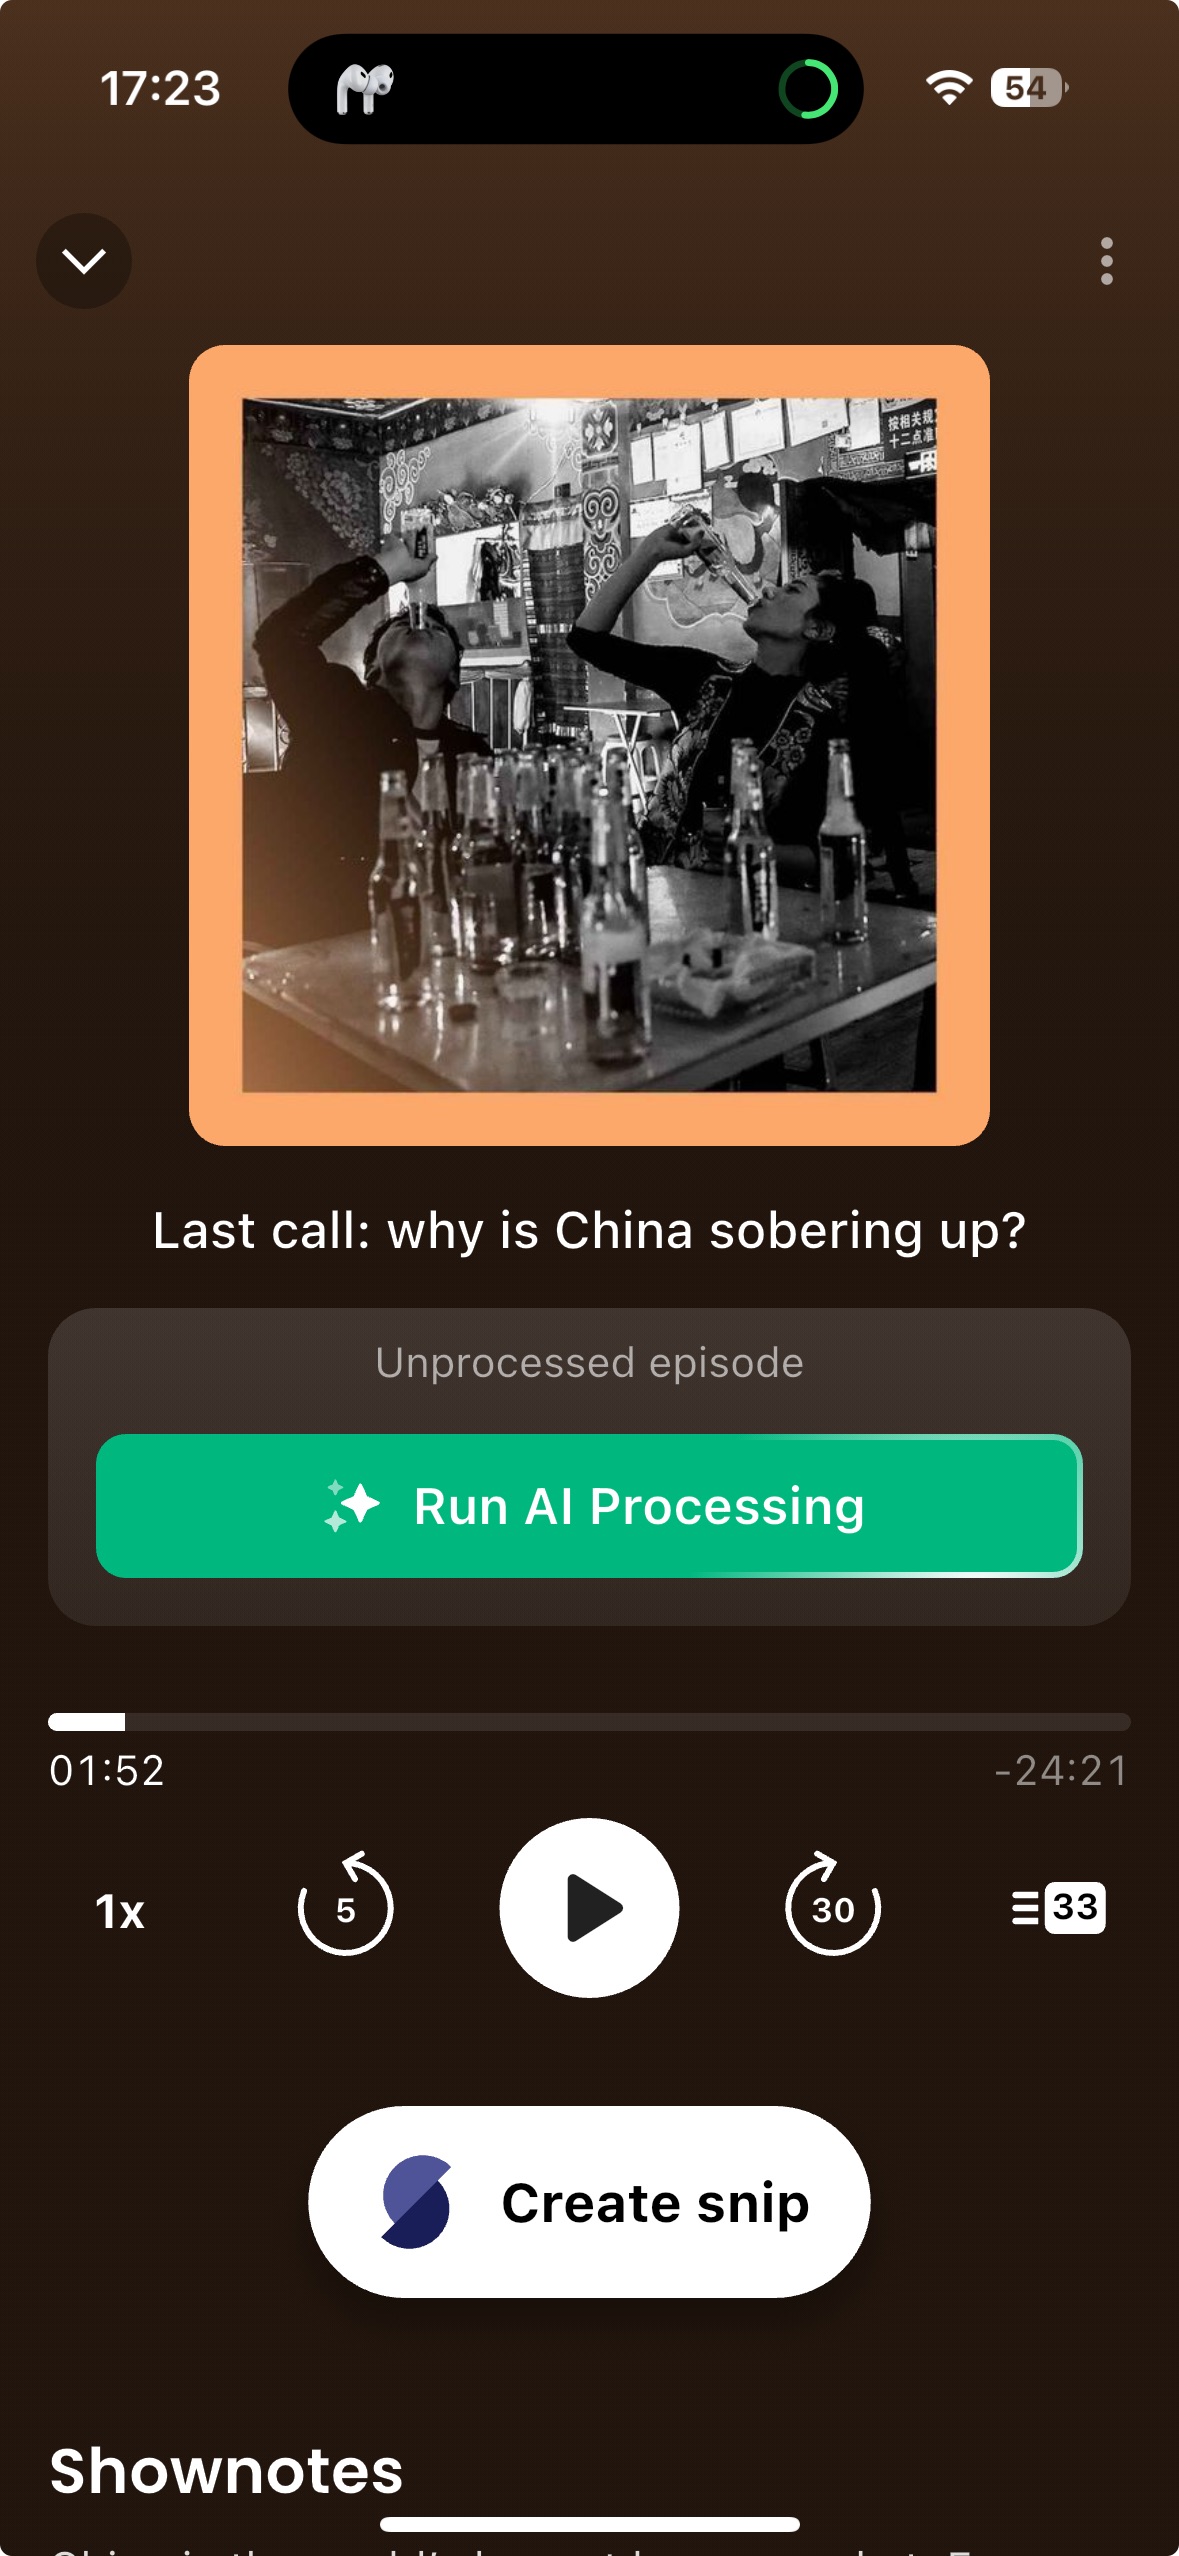 17:23
54
按相关规
十二点准
Last call: why is China sobering up?
Unprocessed episode
Run AI Processing
01:52
-24:21
1x
5
30
33
Create snip
Shownotes